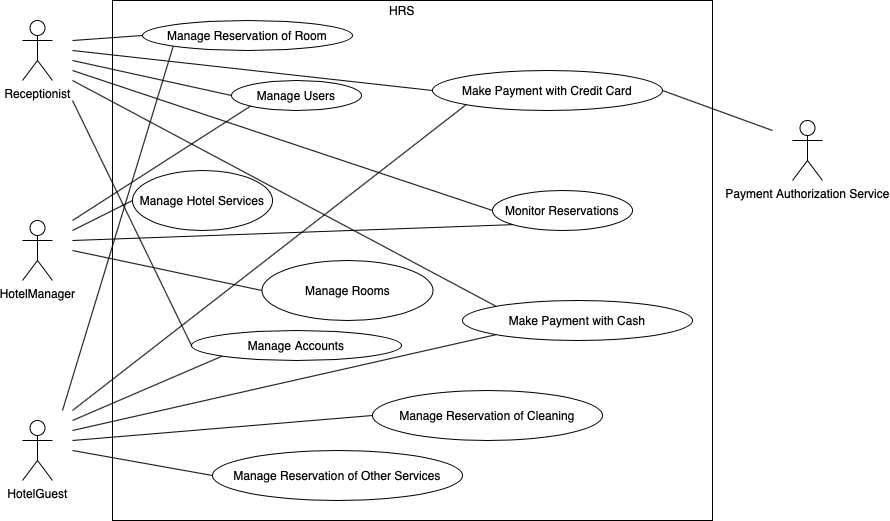 HRS
Manage Reservation of Room
Receptionist
Manage Users
Make Payment with Credit Card
Payment Authorization Service
Manage Hotel Services
Monitor Reservations
HotelManager
Manage Rooms
Make Payment with Cash
Manage Accounts
Manage Reservation of Cleaning
Manage Reservation of Other Services
HotelGuest